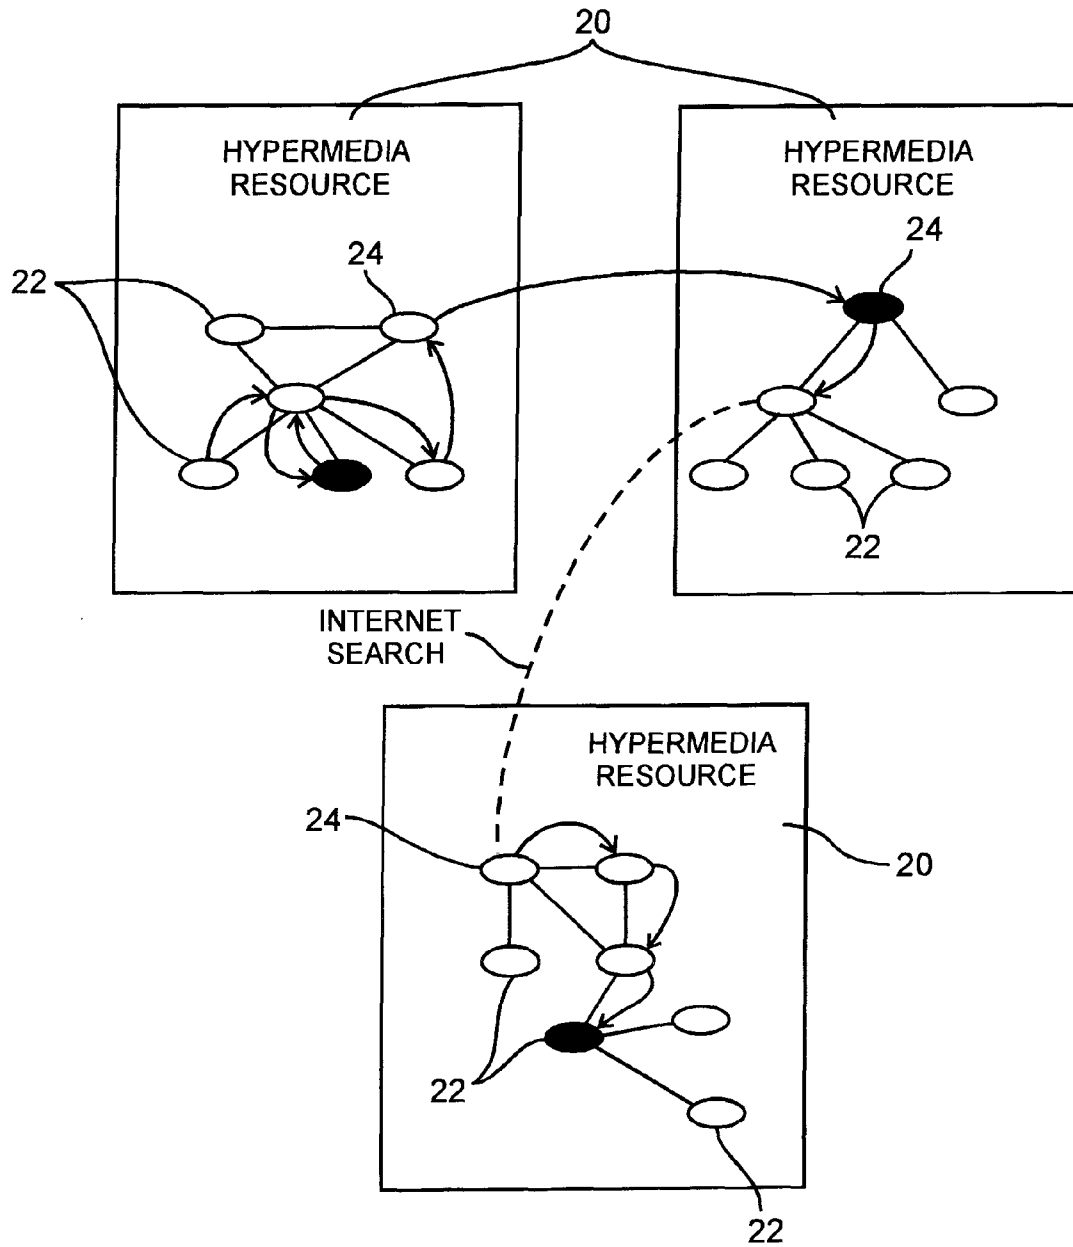 20
HYPERMEDIA
RESOURCE
HYPERMEDIA
RESOURCE
24
24
22
22
INTERNET
SEARCH
HYPERMEDIA
RESOURCE
24
20
22
22